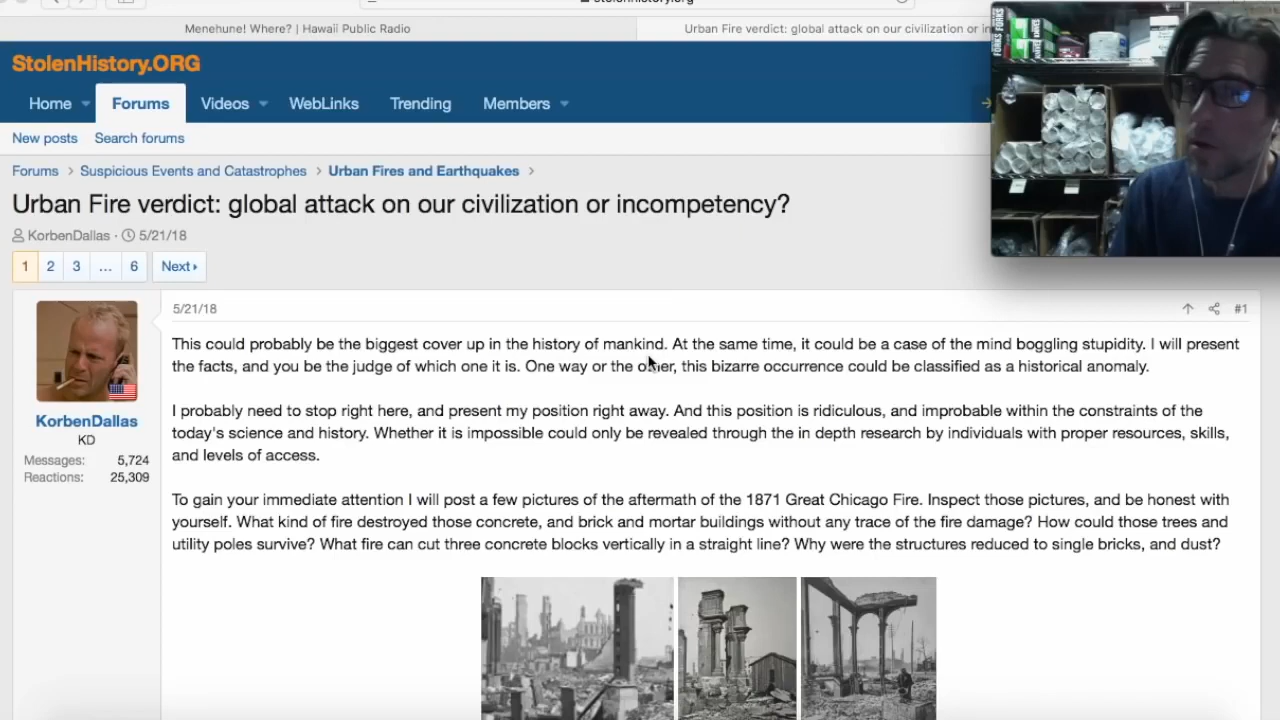 stolenhistory.org
Menehune! Where? | Hawaii Public Radio
Urban Fire verdict: global attack on our civilization or in
StolenHistory.ORG
Home
Forums
Videos
WebLinks
Trending
Members
New posts
Search forums
Forums > Suspicious Events and Catastrophes > Urban Fires and Earthquakes >
Urban Fire verdict: global attack on our civilization or incompetency?
KorbenDallas · 5/21/18
1 2 3 ... 6 Next
5/21/18
#1
This could probably be the biggest cover up in the history of mankind. At the same time, it could be a case of the mind boggling stupidity. I will present
the facts, and you be the judge of which one it is. One way or the other, this bizarre occurrence could be classified as a historical anomaly.
KorbenDallas
KD
Messages: 5,724
Reactions: 25,309
I probably need to stop right here, and present my position right away. And this position is ridiculous, and improbable within the constraints of the
today's science and history. Whether it is impossible could only be revealed through the in depth research by individuals with proper resources, skills,
and levels of access.
To gain your immediate attention I will post a few pictures of the aftermath of the 1871 Great Chicago Fire. Inspect those pictures, and be honest with
yourself. What kind of fire destroyed those concrete, and brick and mortar buildings without any trace of the fire damage? How could those trees and
utility poles survive? What fire can cut three concrete blocks vertically in a straight line? Why were the structures reduced to single bricks, and dust?
FORKS FORKS
KNIVES